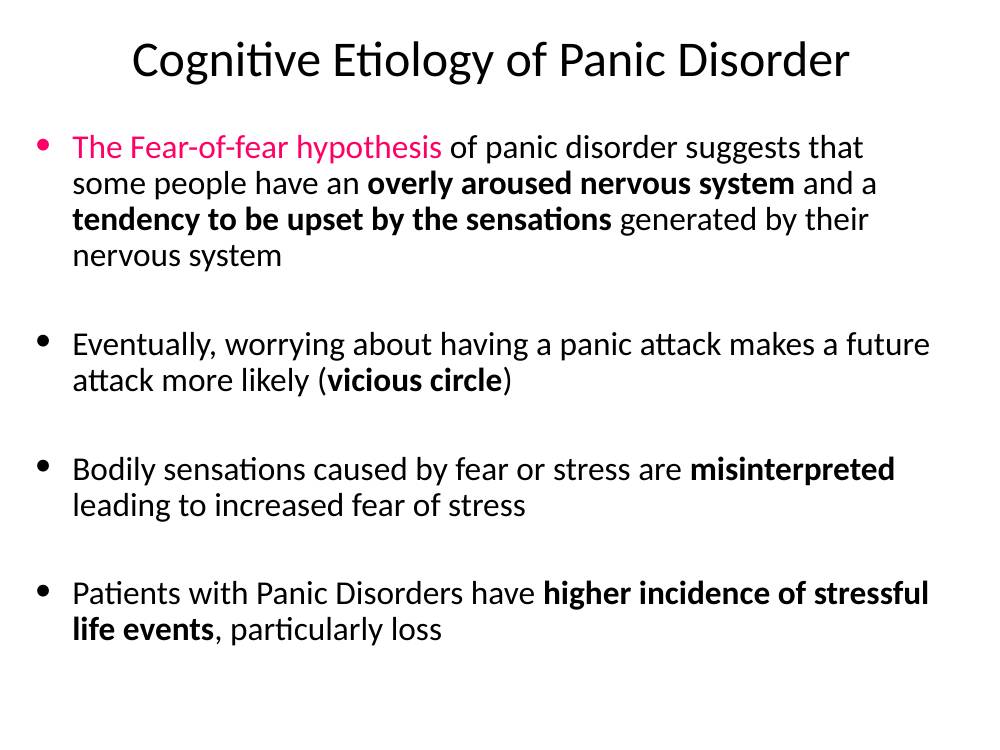 Cognitive Etiology of Panic Disorder
• The Fear-of-fear hypothesis of panic disorder suggests that
some people have an overly aroused nervous system and a
tendency to be upset by the sensations generated by their
nervous system
• Eventually, worrying about having a panic attack makes a future
attack more likely (vicious circle)
• Bodily sensations caused by fear or stress are misinterpreted
leading to increased fear of stress
• Patients with Panic Disorders have higher incidence of stressful
life events, particularly loss